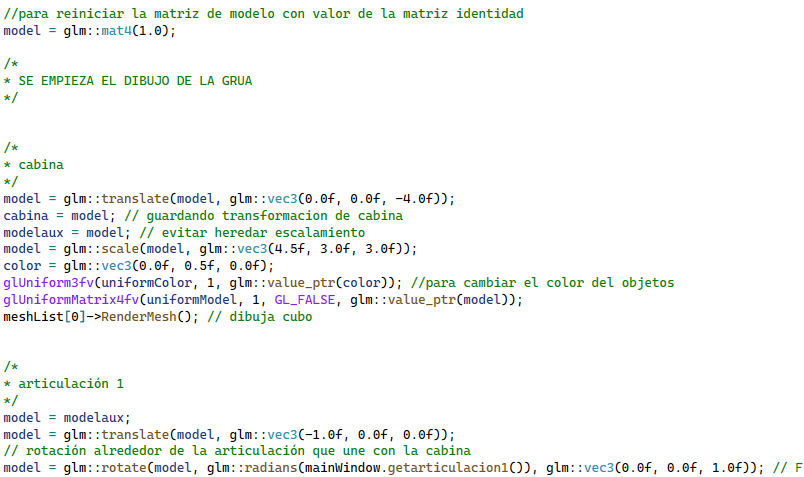 //para reiniciar la matriz de modelo con valor de la matriz identidad
model = glm::mat4(1.0);
/*
* SE EMPIEZA EL DIBUJO DE LA GRUA
*/
/*
* cabina
*/
model = glm::translate(model, glm::vec3(0.0f, 0.0f, -4.0f));
cabina = model; // guardando transformacion de cabina
modelaux = model; // evitar heredar escalamiento
model = glm::scale(model, glm::vec3(4.5f, 3.0f, 3.0f));
color = glm::vec3(0.0f, 0.5f, 0.0f);
glUniform3fv(uniformColor, 1, glm::value_ptr(color)); //para cambiar el color del objetos
glUniformMatrix4fv(uniformModel, 1, GL_FALSE, glm::value_ptr(model));
meshList[0]->RenderMesh(); // dibuja cubo
/*
* articulación 1
*/
model = modelaux;
model = glm::translate(model, glm::vec3(-1.0f, 0.0f, 0.0f));
// rotación alrededor de la articulación que une con la cabina
model = glm::rotate(model, glm::radians(mainWindow.getarticulacion1()), glm::vec3(0.0f, 0.0f, 1.0f)); // F